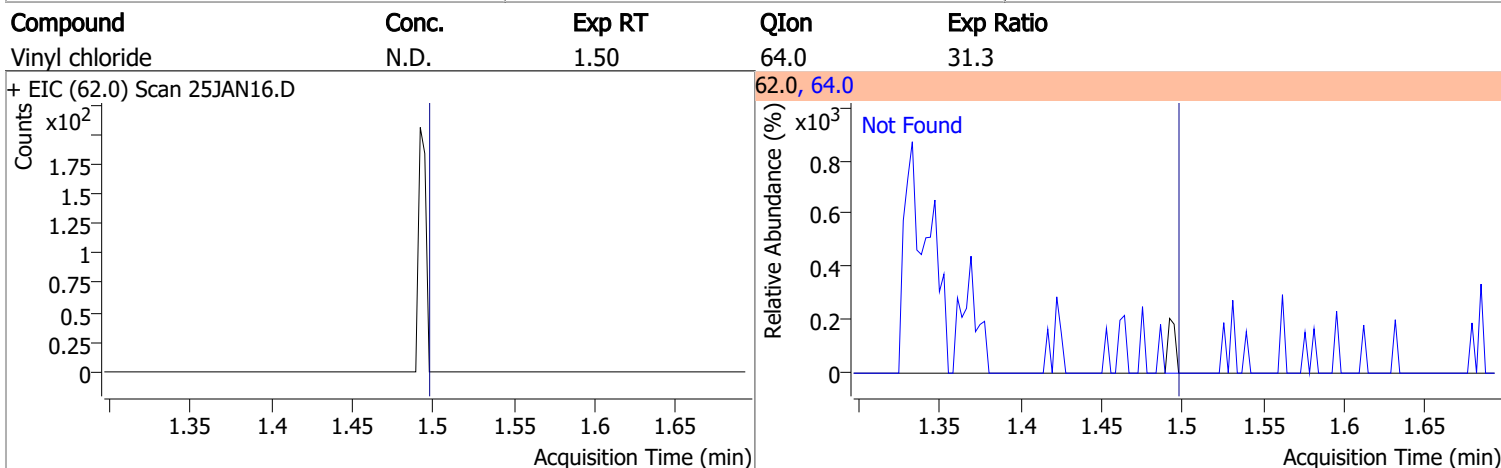 Compound Conc. Exp RT QIon Exp Ratio
Vinyl chloride N.D. 1.50 64.0 31.3
+ EIC (62.0) Scan 25JAN16.D
Counts
x10²
1.75
1.5
1.25
1
0.75
0.5
0.25
0
1.35 1.4 1.45 1.5 1.55 1.6 1.65
Acquisition Time (min)
62.0, 64.0
Relative Abundance (%)
x10³
Not Found
0.8
0.6
0.4
0.2
0
1.35 1.4 1.45 1.5 1.55 1.6 1.65
Acquisition Time (min)